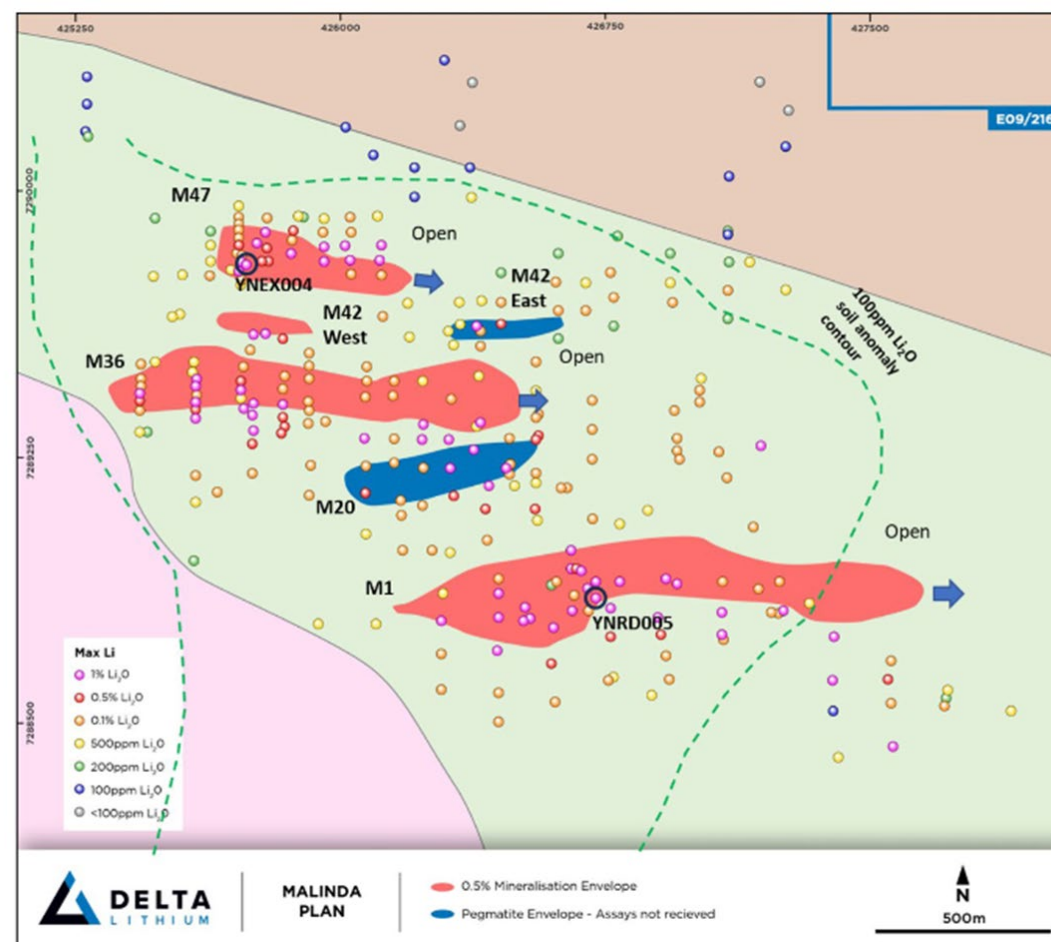 425250
426000
426750
427500
E09/216
7290000
M47
Open
YNEX004
M42
East
M42
West
100ppm Li₂O
soil anomaly
contour
M36
Open
7289250
M20
Open
M1
YNRD005
7288500
Max Li
1% Li₂O
0.5% Li₂O
0.1% Li₂O
500ppm Li₂O
200ppm Li₂O
100ppm Li₂O
<100ppm Li₂O
DELTA
LITHIUM
MALINDA
PLAN
0.5% Mineralisation Envelope
Pegmatite Envelope - Assays not recieved
N
500m